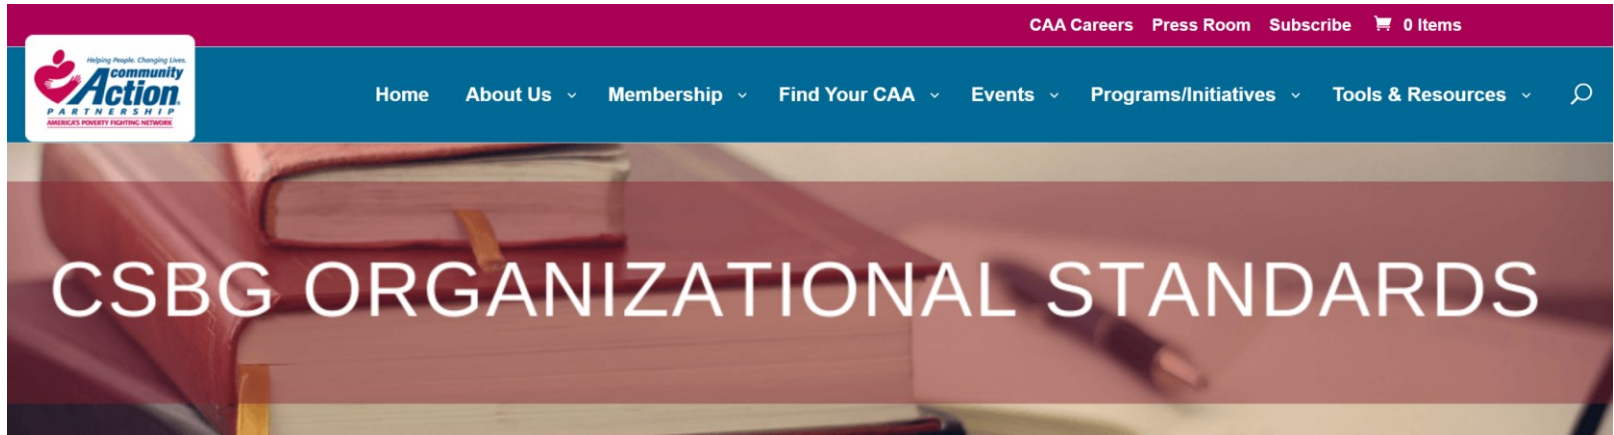 CAA Careers Press Room Subscribe 0 Items
Helping People. Changing Lives.
community
Action
PARTNERSHIP
AMERICA'S POVERTY FIGHTING NETWORK
Home About Us Membership Find Your CAA Events Programs/Initiatives Tools & Resources
CSBG ORGANIZATIONAL STANDARDS